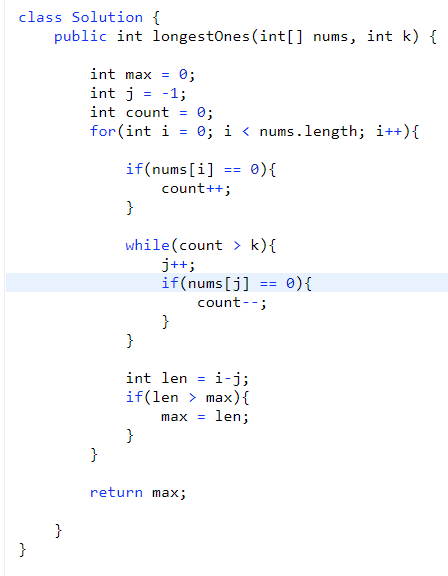 class Solution {
    public int longestOnes(int[] nums, int k) {
        int max = 0;
        int j = -1;
        int count = 0;
        for(int i = 0; i < nums.length; i++){
            if(nums[i] == 0){
                count++;
            }
            while(count > k){
                j++;
                if(nums[j] == 0){
                    count--;
                }
            }
            int len = i-j;
            if(len > max){
                max = len;
            }
        }
        return max;
    }
}